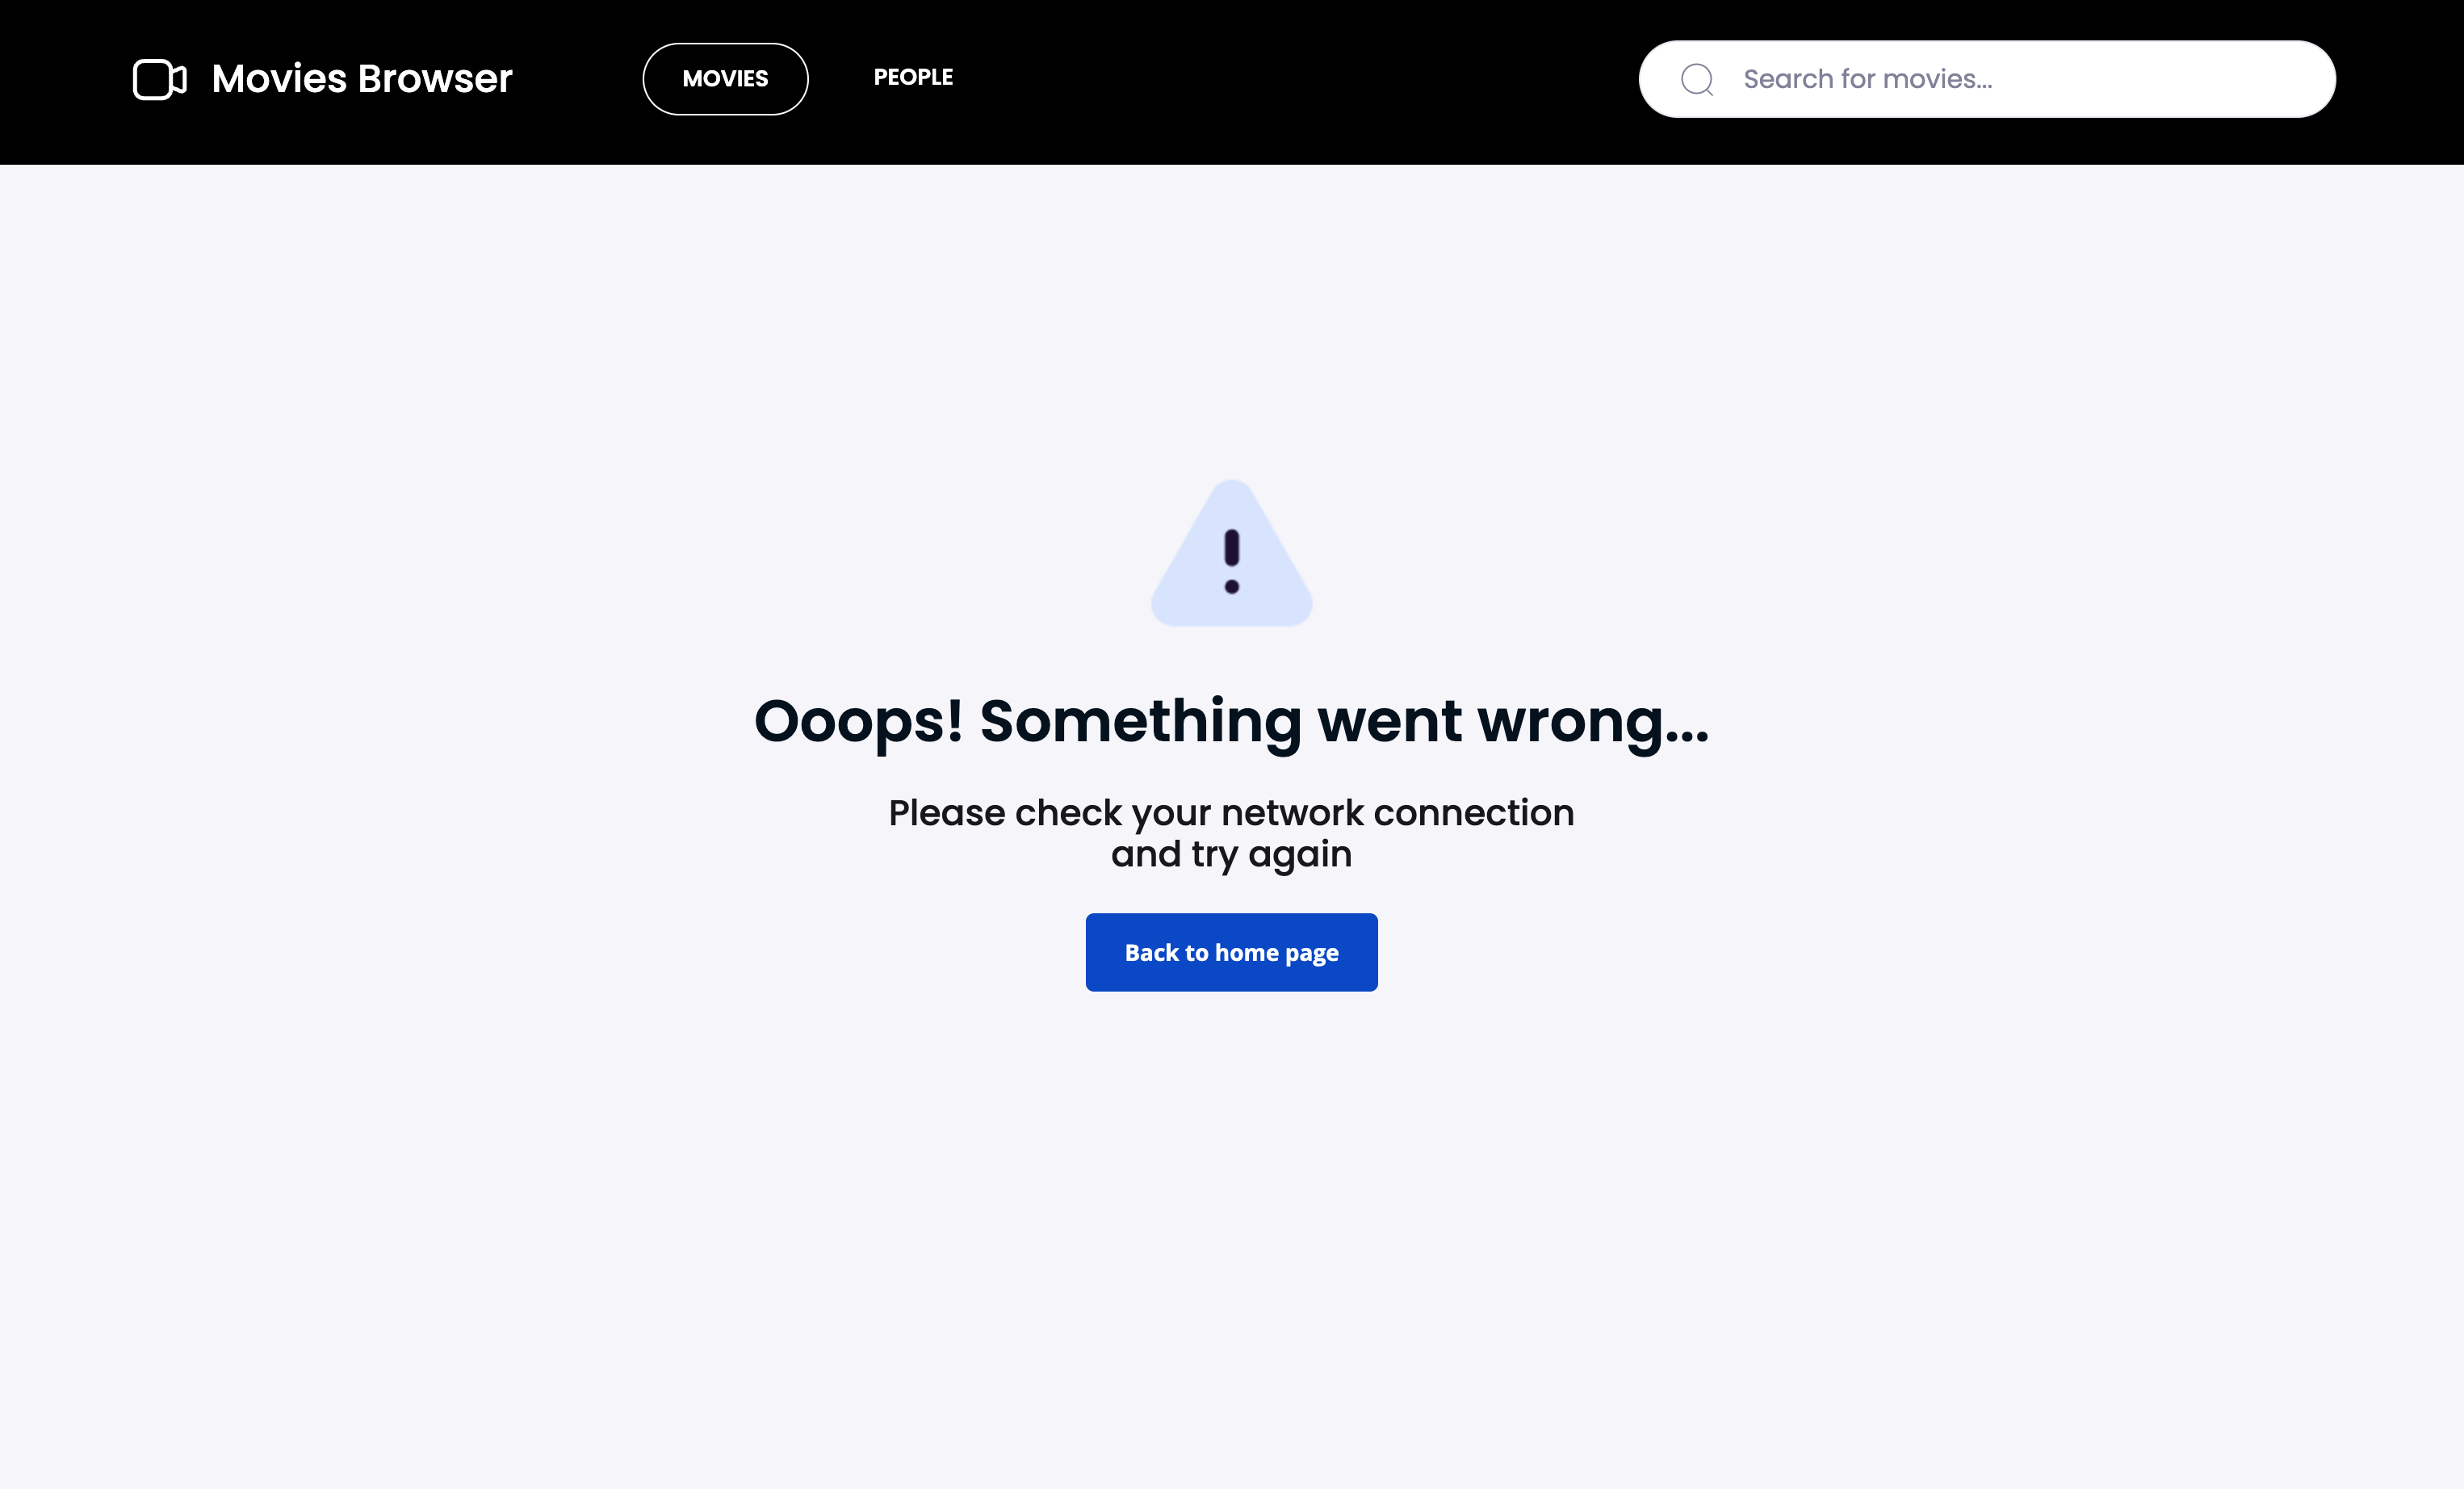 Movies Browser
MOVIES
PEOPLE
Search for movies...
Ooops! Something went wrong...
Please check your network connection
and try again
Back to home page